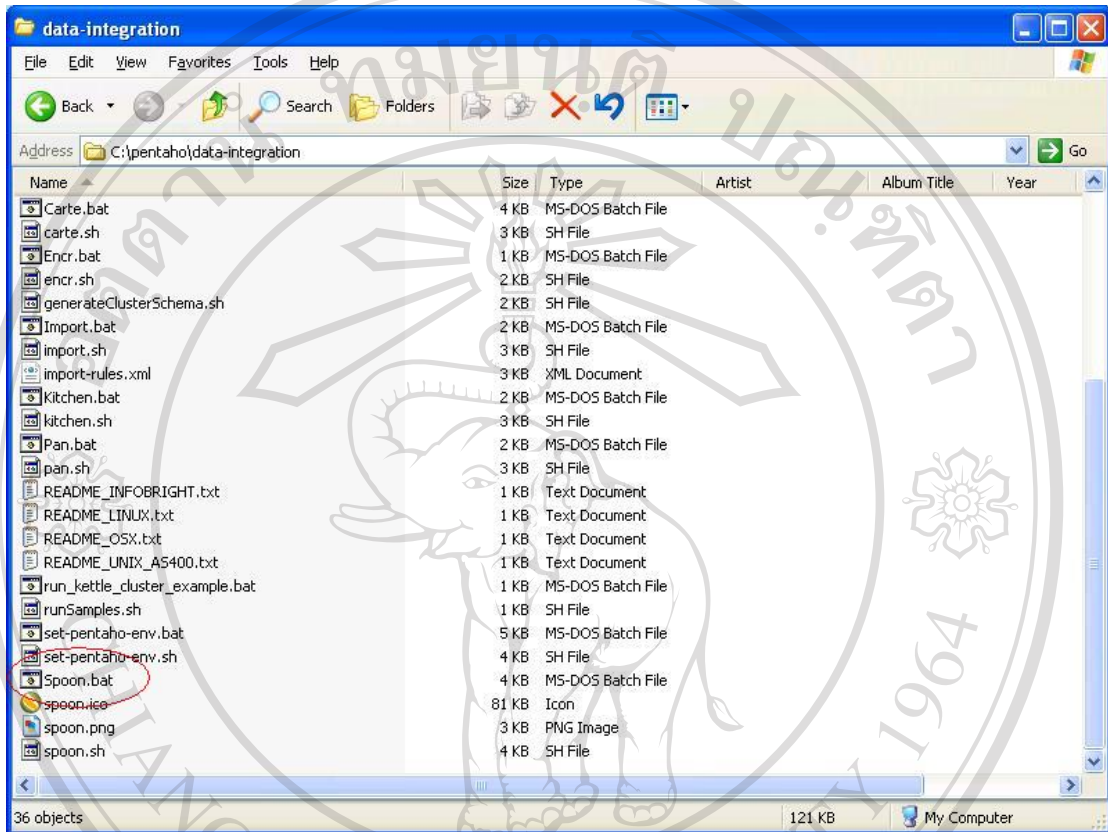 data-integration
File Edit View Favorites Tools Help
Back Search Folders
Address C:\pentaho\data-integration Go
Name Size Type Artist Album Title Year
Carte.bat 4 KB MS-DOS Batch File
carte.sh 3 KB SH File
Encr.bat 1 KB MS-DOS Batch File
encr.sh 2 KB SH File
generateClusterSchema.sh 2 KB SH File
Import.bat 2 KB MS-DOS Batch File
import.sh 3 KB SH File
import-rules.xml 3 KB XML Document
Kitchen.bat 2 KB MS-DOS Batch File
kitchen.sh 3 KB SH File
Pan.bat 2 KB MS-DOS Batch File
pan.sh 3 KB SH File
README_INFOBRIGHT.txt 1 KB Text Document
README_LINUX.txt 1 KB Text Document
README_OSX.txt 1 KB Text Document
README_UNIX_AS400.txt 1 KB Text Document
run_kettle_cluster_example.bat 1 KB MS-DOS Batch File
runSamples.sh 1 KB SH File
set-pentaho-env.bat 5 KB MS-DOS Batch File
set-pentaho-env.sh 4 KB SH File
Spoon.bat 4 KB MS-DOS Batch File
spoon.ico 81 KB Icon
spoon.png 3 KB PNG Image
spoon.sh 4 KB SH File
36 objects 121 KB My Computer
1964